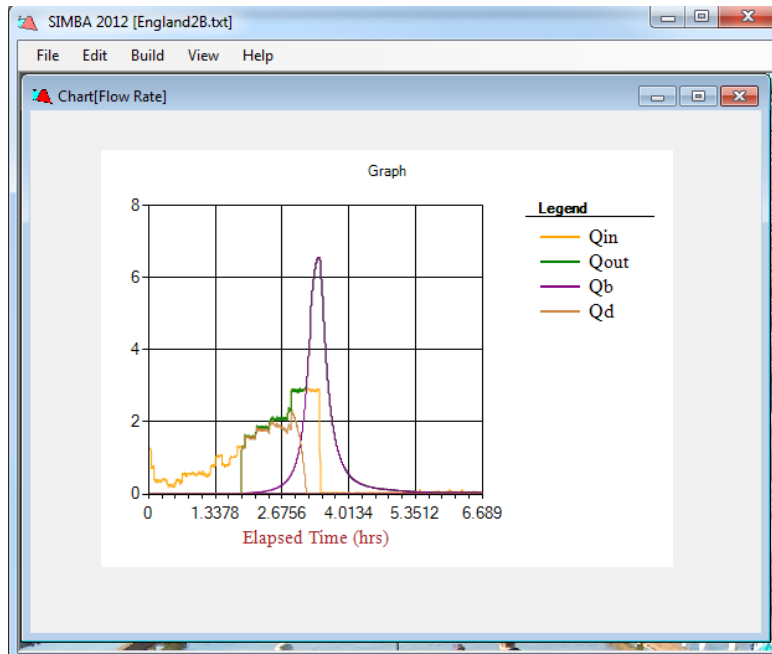 SIMBA 2012 [England2B.txt]
File Edit Build View Help
Chart[Flow Rate]
Graph
Legend
Qin
Qout
Qb
Qd
8
6
4
2
0
0 1.3378 2.6756 4.0134 5.3512 6.689
Elapsed Time (hrs)